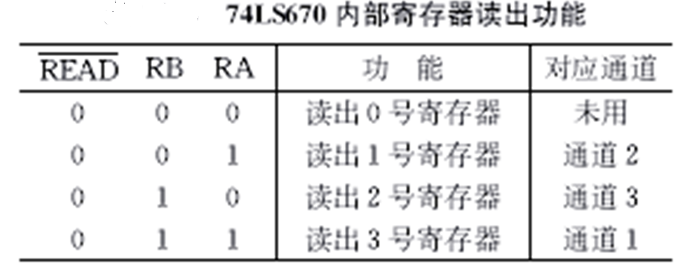 74LS670 内部寄存器读出功能
READ RB RA 功 能 对应通道
0 0 0 读出 0 号寄存器 未用
0 0 1 读出 1 号寄存器 通道 2
0 1 0 读出 2 号寄存器 通道 3
0 1 1 读出 3 号寄存器 通道 1